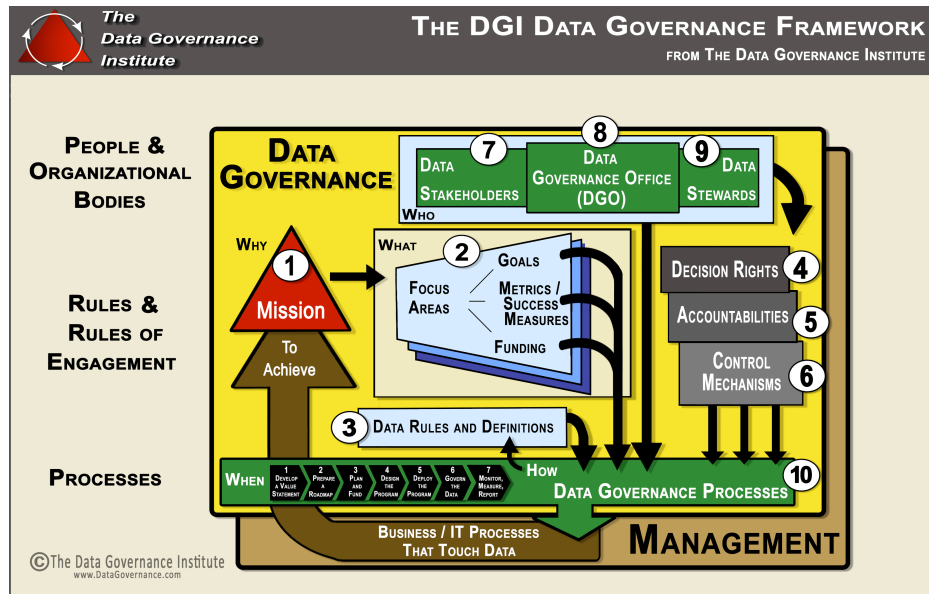 The
Data Governance
Institute
THE DGI DATA GOVERNANCE FRAMEWORK
FROM THE DATA GOVERNANCE INSTITUTE
PEOPLE &
ORGANIZATIONAL
BODIES
RULES &
RULES OF
ENGAGEMENT
PROCESSES
DATA
GOVERNANCE
7
8
9
DATA
STAKEHOLDERS
DATA
GOVERNANCE OFFICE
(DGO)
DATA
STEWARDS
WHO
WHY
1
Mission
To
Achieve
WHAT
2
FOCUS
AREAS
GOALS
METRICS /
SUCCESS
MEASURES
FUNDING
DECISION RIGHTS
4
ACCOUNTABILITIES
5
CONTROL
MECHANISMS
6
3
DATA RULES AND DEFINITIONS
WHEN
1
DEVELOP
A VALUE
STATEMENT
2
PREPARE
A
ROADMAP
3
PLAN
AND
FUND
4
DESIGN
THE
PROGRAM
5
DEPLOY
THE
PROGRAM
6
GOVERN
THE
DATA
7
MONITOR,
MEASURE,
REPORT
HOW
DATA GOVERNANCE PROCESSES
10
BUSINESS / IT PROCESSES
THAT TOUCH DATA
MANAGEMENT
©The Data Governance Institute
www.DataGovernance.com